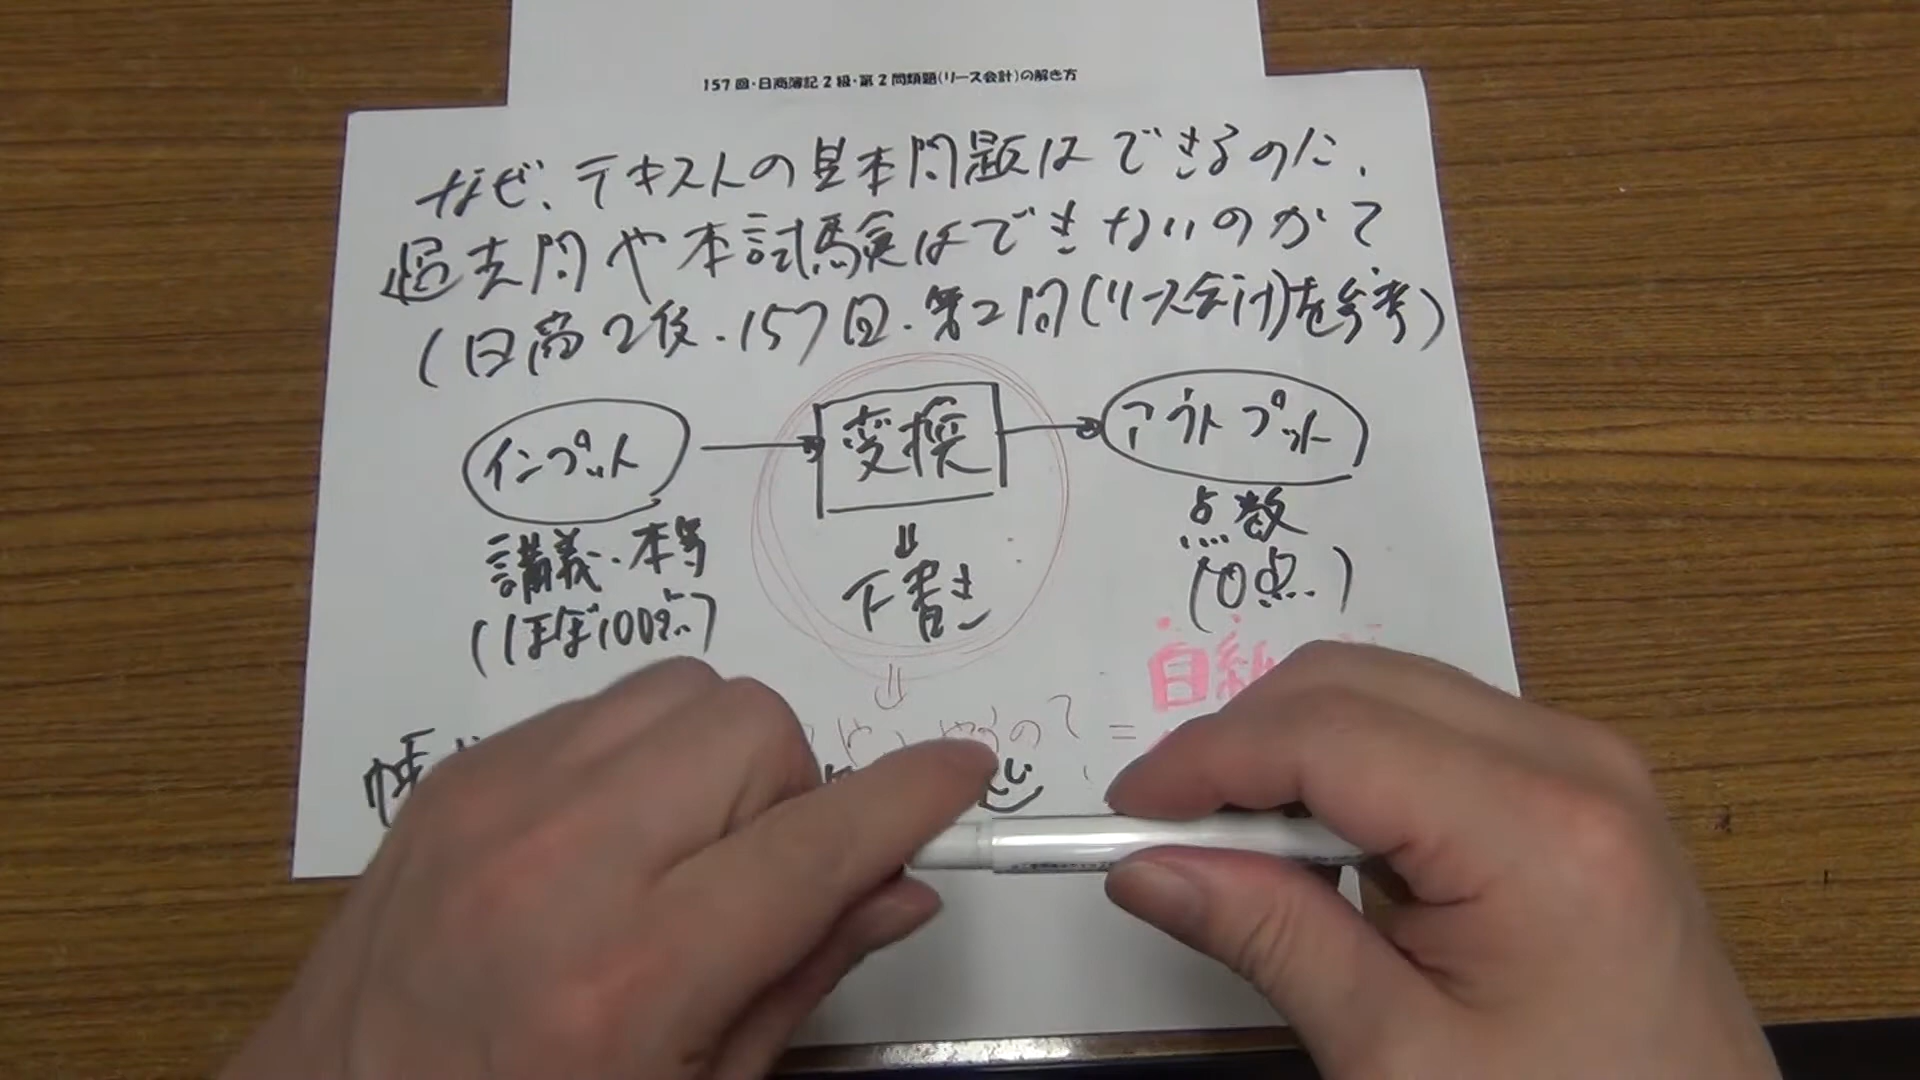 157回・日商簿記2級・第2問類題(リース会計)の解き方
なぜ、テキストの基本問題はできるのに、
過去問や本試験はできないのか?
(日商2級・157回・第2問(リース会計)を参考)
インプット → 変換 → アウトプット
講義・本等
(ほぼ100%)
⇓
下書き
点数
(0点)
⇓
白紙